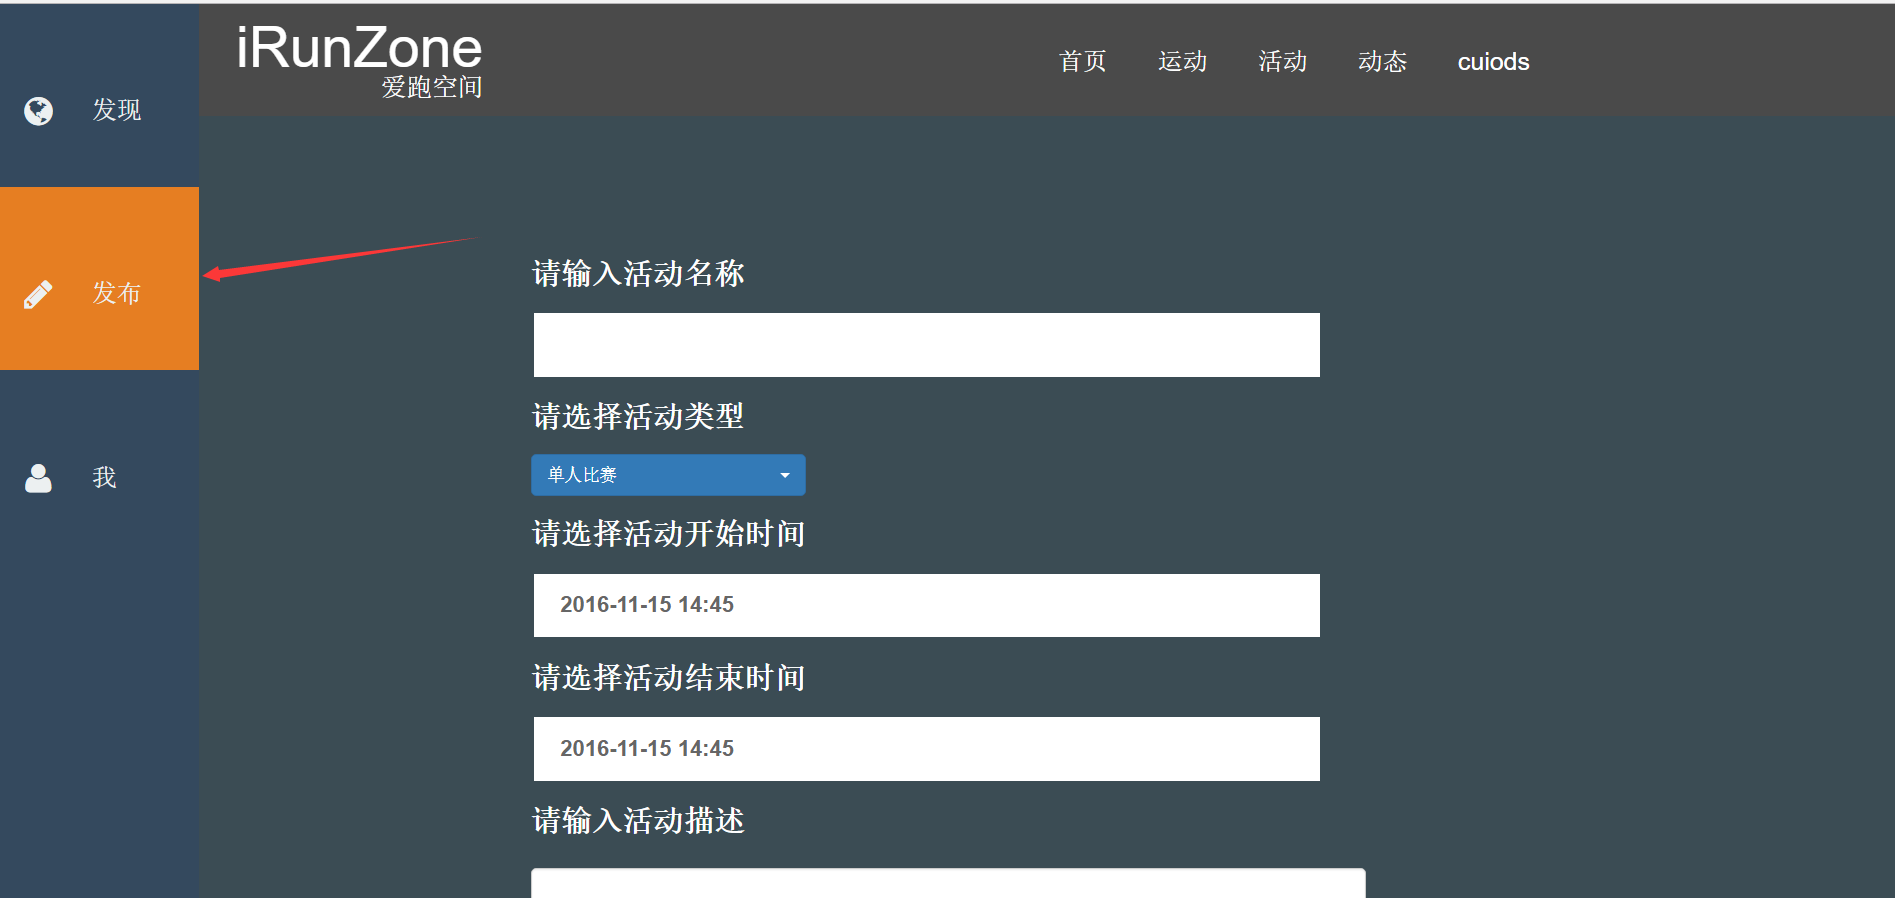 iRunZone
爱跑空间
首页 运动 活动 动态 cuiods
发现
发布
我
请输入活动名称
请选择活动类型
单人比赛
请选择活动开始时间
2016-11-15 14:45
请选择活动结束时间
2016-11-15 14:45
请输入活动描述